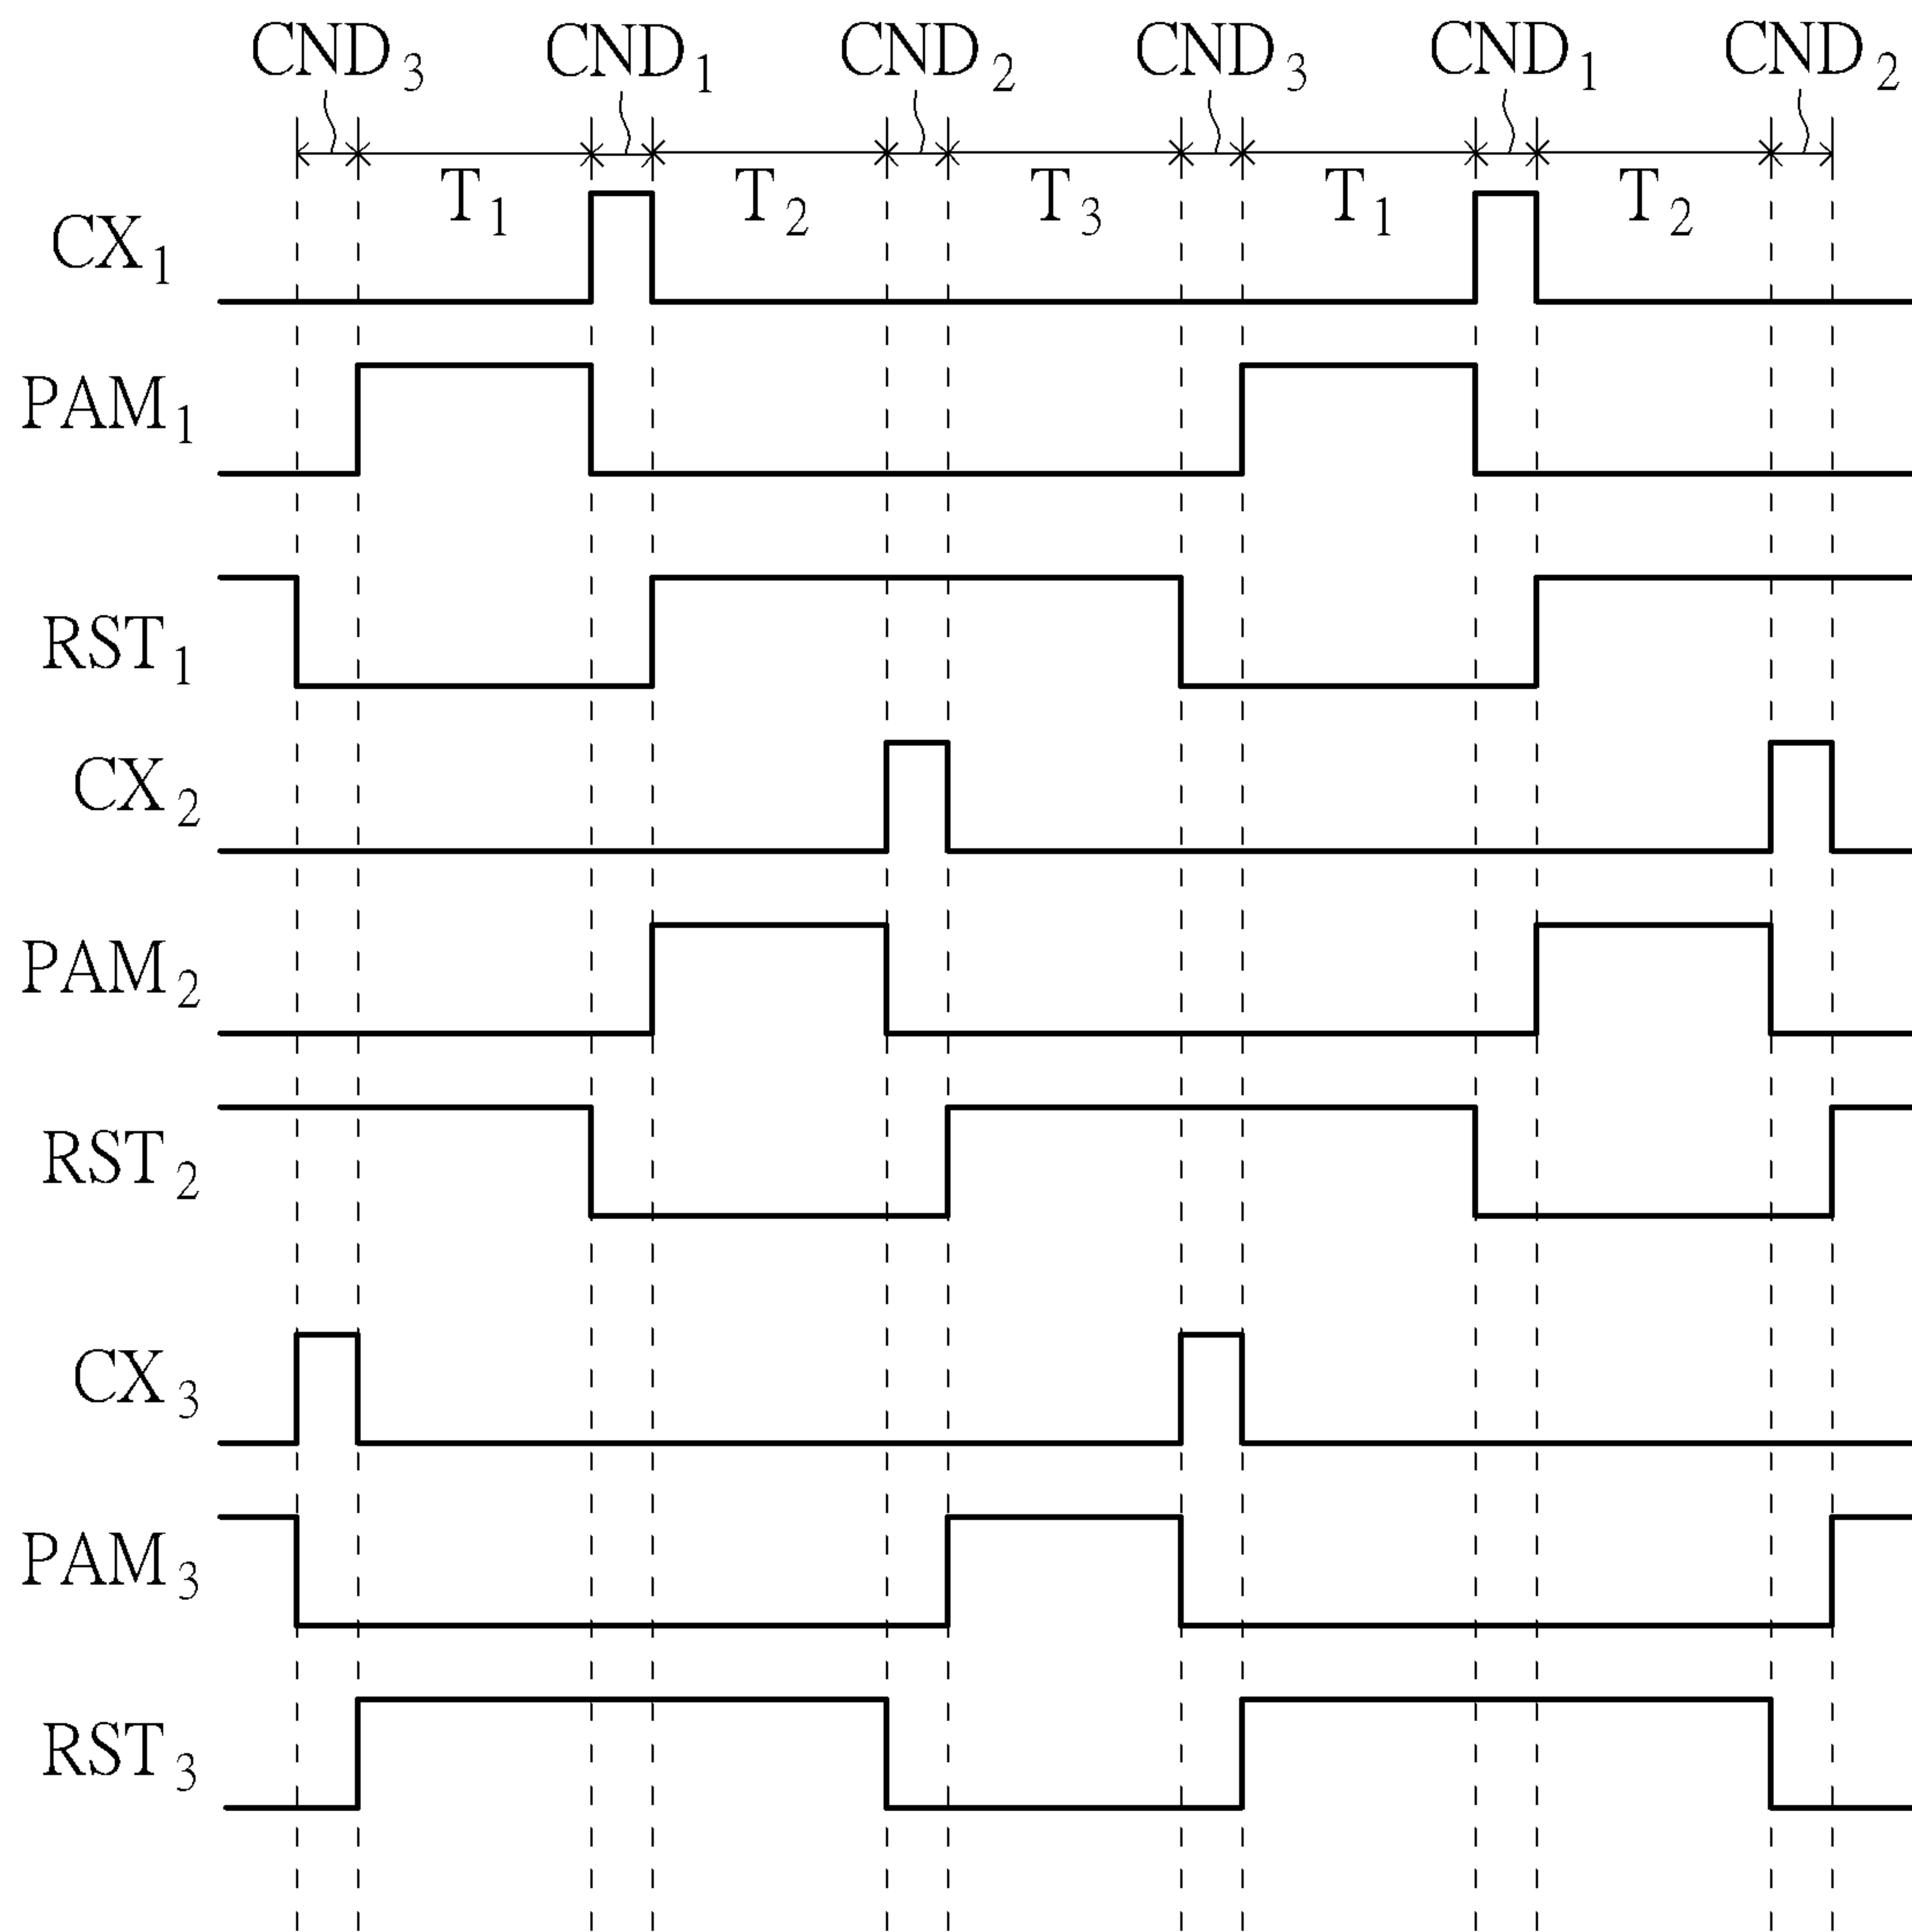 CND₃ CND₁ CND₂ CND₃ CND₁ CND₂
T₁ T₂ T₃ T₁ T₂
CX₁
PAM₁
RST₁
CX₂
PAM₂
RST₂
CX₃
PAM₃
RST₃